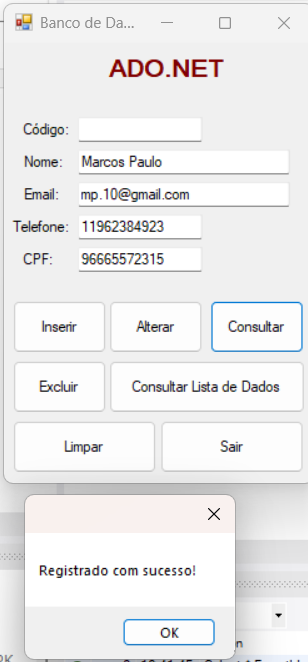 Banco de Da...
ADO.NET
Código:
Nome: Marcos Paulo
Email: mp.10@gmail.com
Telefone: 11962384923
CPF: 96665572315
Inserir Alterar Consultar
Excluir Consultar Lista de Dados
Limpar Sair
Registrado com sucesso!
OK